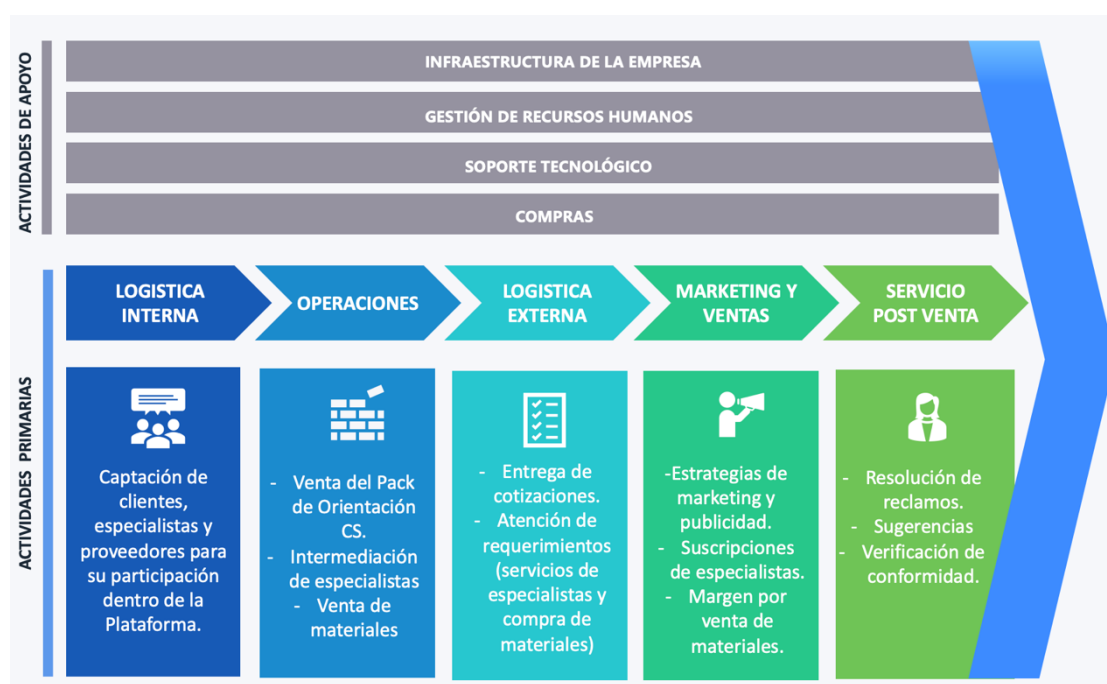 ACTIVIDADES DE APOYO
INFRAESTRUCTURA DE LA EMPRESA
GESTIÓN DE RECURSOS HUMANOS
SOPORTE TECNOLÓGICO
COMPRAS
ACTIVIDADES PRIMARIAS
LOGISTICA
INTERNA
OPERACIONES
LOGISTICA
EXTERNA
MARKETING Y
VENTAS
SERVICIO
POST VENTA
Captación de
clientes,
especialistas y
proveedores para
su participación
dentro de la
Plataforma.
- Venta del Pack
de Orientación
CS.
- Intermediación
de especialistas
- Venta de
materiales
- Entrega de
cotizaciones.
- Atención de
requerimientos
(servicios de
especialistas y
compra de
materiales)
-Estrategias de
marketing y
publicidad.
- Suscripciones
de especialistas.
- Margen por
venta de
materiales.
- Resolución de
reclamos.
- Sugerencias
- Verificación de
conformidad.